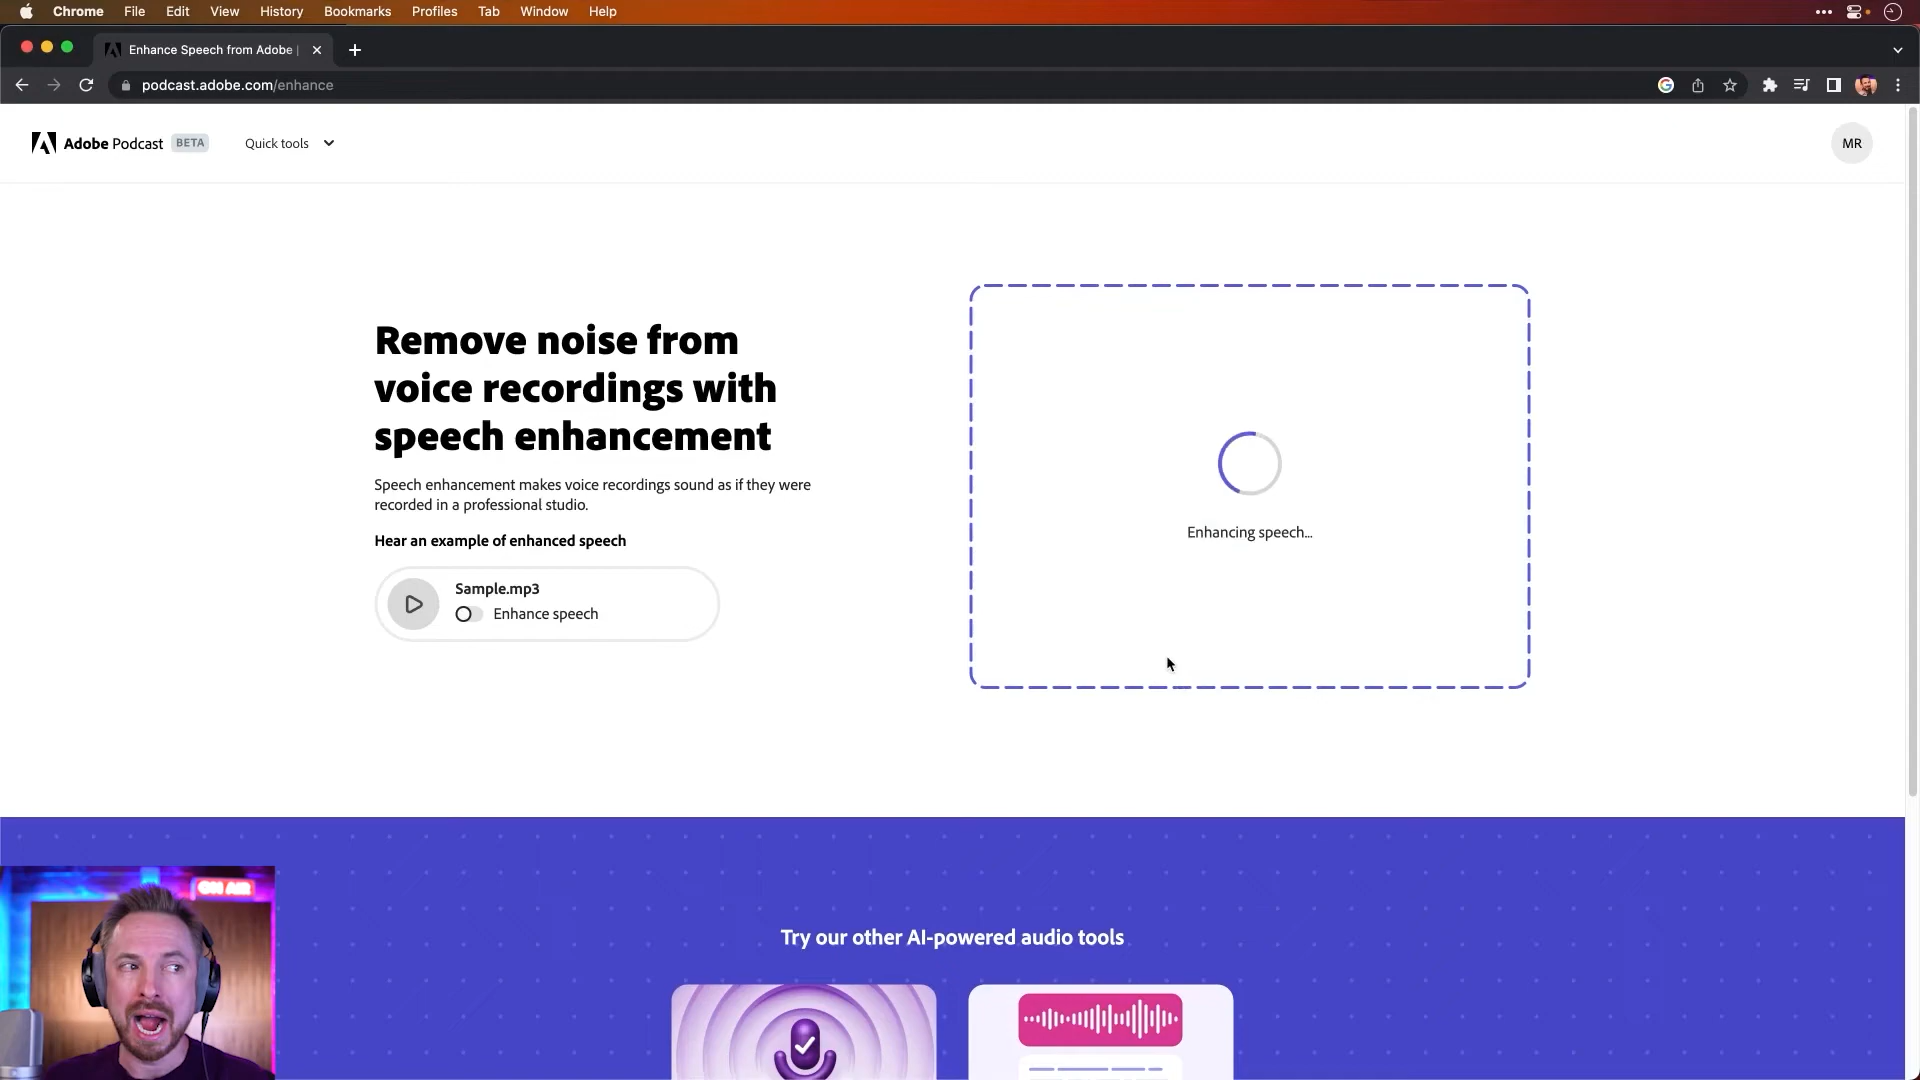 Chrome File Edit View History Bookmarks Profiles Tab Window Help
Enhance Speech from Adobe |
podcast.adobe.com/enhance
Adobe Podcast BETA Quick tools
MR
Remove noise from
voice recordings with
speech enhancement
Speech enhancement makes voice recordings sound as if they were
recorded in a professional studio.
Hear an example of enhanced speech
Sample.mp3
Enhance speech
Enhancing speech...
Try our other AI-powered audio tools
ON AIR